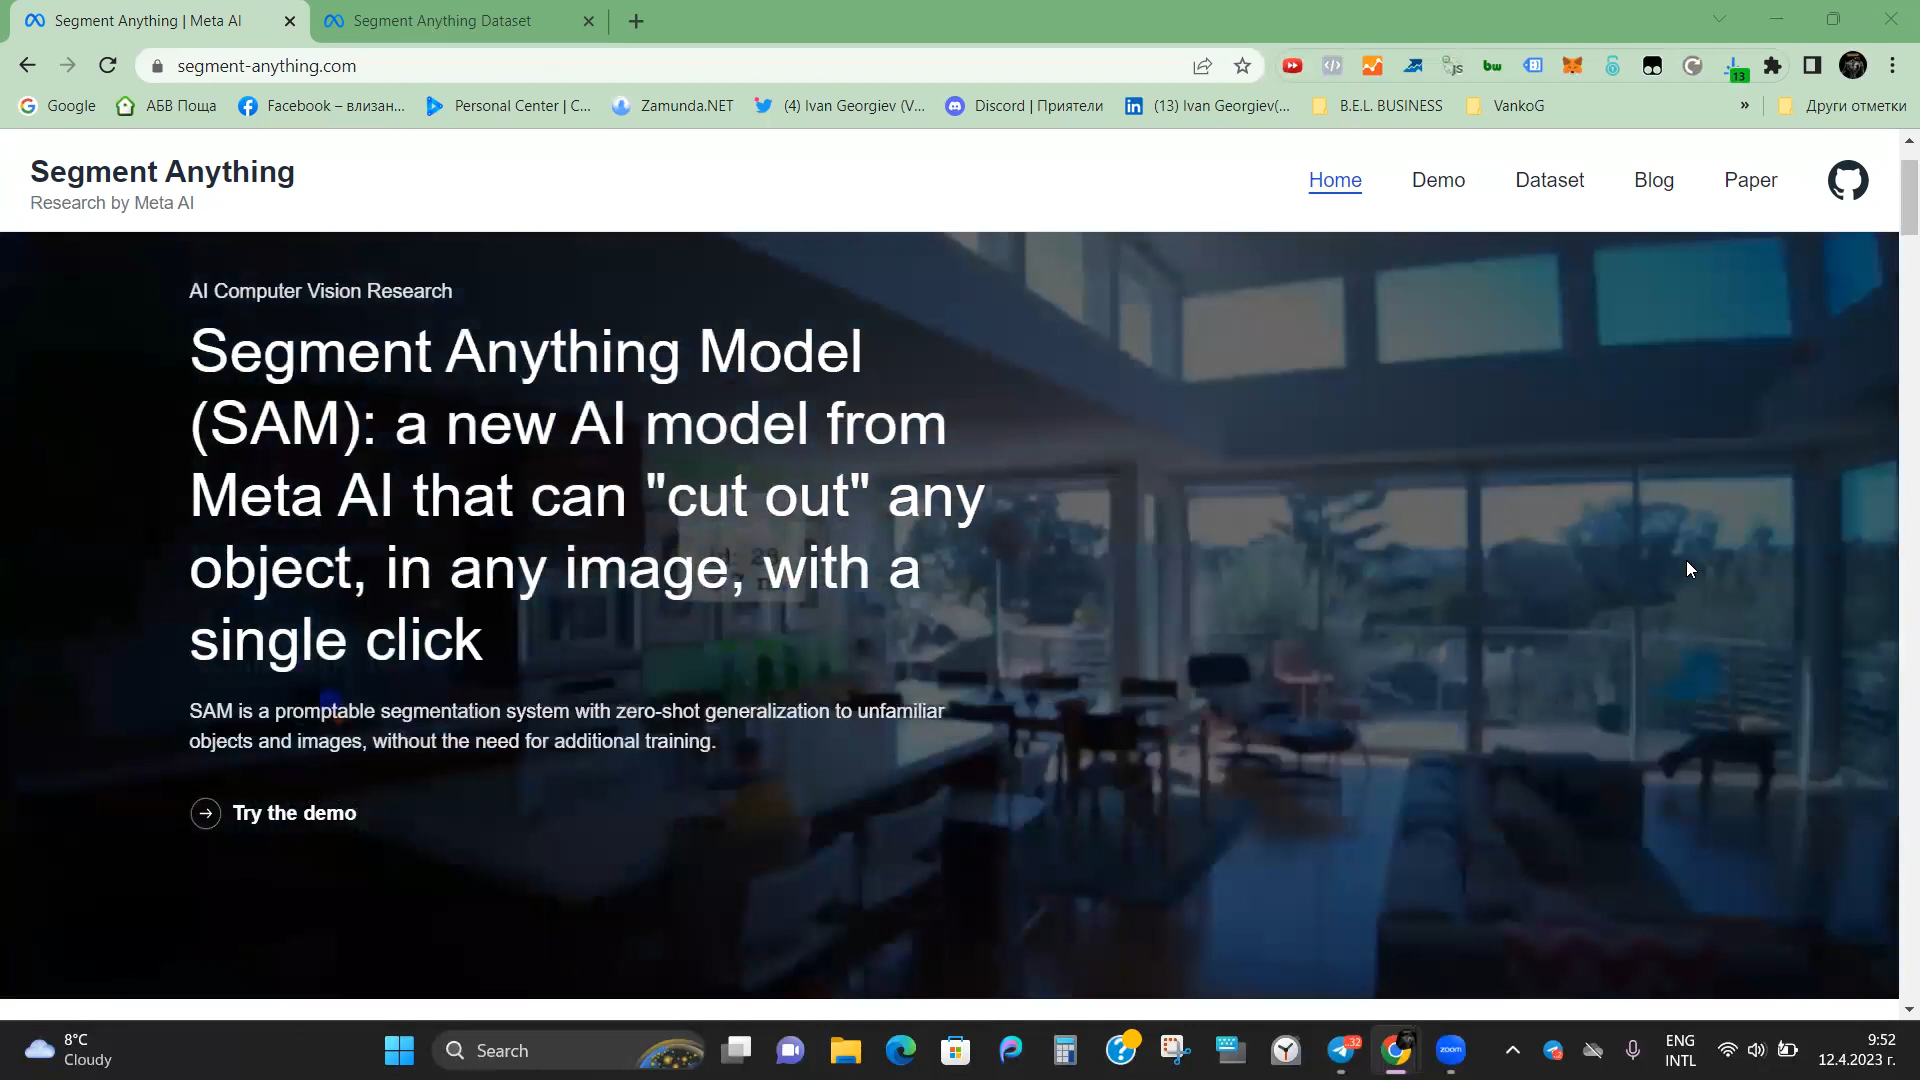 Segment Anything | Meta AI
Segment Anything Dataset
segment-anything.com
js
bw
13
Google
АБВ Поща
Facebook – влизан...
Personal Center | C...
Zamunda.NET
(4) Ivan Georgiev (V...
Discord | Приятели
(13) Ivan Georgiev(...
B.E.L. BUSINESS
VankoG
»
Други отметки
Segment Anything
Research by Meta AI
Home
Demo
Dataset
Blog
Paper
AI Computer Vision Research
Segment Anything Model
(SAM): a new AI model from
Meta AI that can "cut out" any
object, in any image, with a
single click
SAM is a promptable segmentation system with zero-shot generalization to unfamiliar
objects and images, without the need for additional training.
Try the demo
8°C
Cloudy
Search
32
zoom
ENG
INTL
9:52
12.4.2023 г.